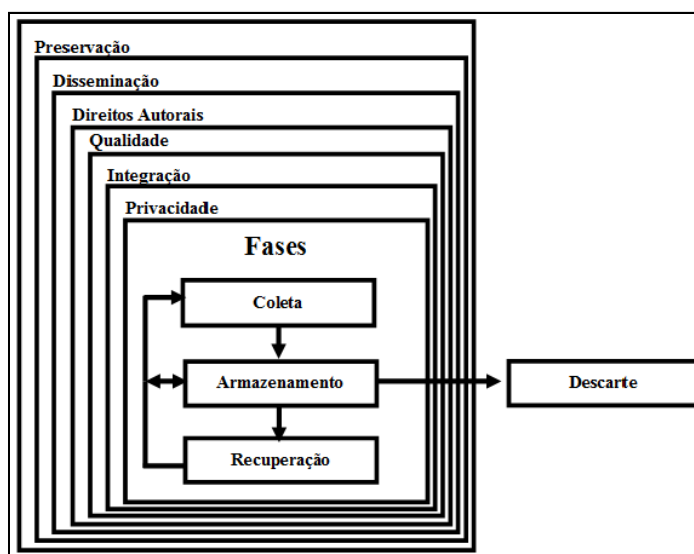 Preservação
Disseminação
Direitos Autorais
Qualidade
Integração
Privacidade
Fases
Coleta
Armazenamento
Descarte
Recuperação